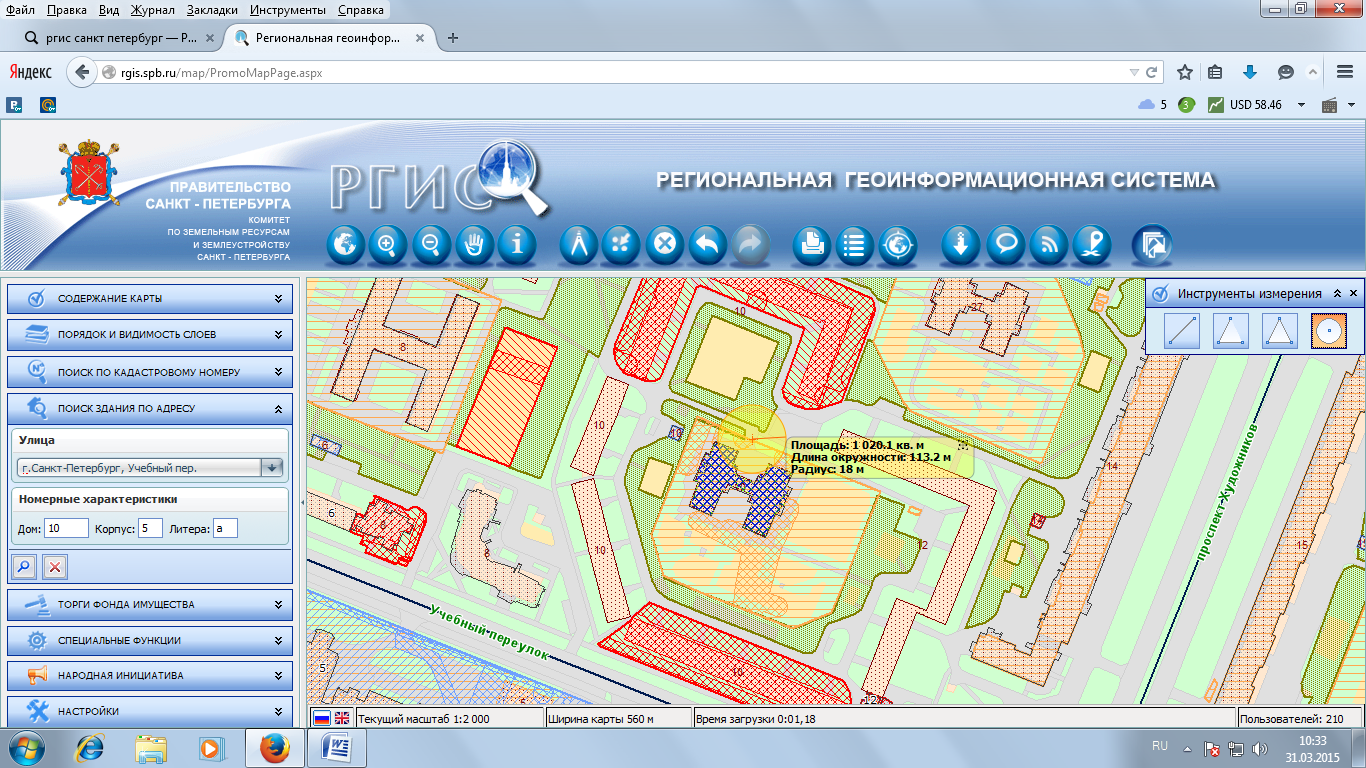 Файл Правка Вид Журнал Закладки Инструменты Справка
ргис санкт петербург — Р...
Региональная геоинфор...
Яндекс
rgis.spb.ru/map/PromoMapPage.aspx
5
3
USD 58.46
ПРАВИТЕЛЬСТВО
САНКТ - ПЕТЕРБУРГА
КОМИТЕТ
ПО ЗЕМЕЛЬНЫМ РЕСУРСАМ
И ЗЕМЛЕУСТРОЙСТВУ
САНКТ - ПЕТЕРБУРГА
РГИС
РЕГИОНАЛЬНАЯ ГЕОИНФОРМАЦИОННАЯ СИСТЕМА
СОДЕРЖАНИЕ КАРТЫ
ПОРЯДОК И ВИДИМОСТЬ СЛОЕВ
ПОИСК ПО КАДАСТРОВОМУ НОМЕРУ
ПОИСК ЗДАНИЯ ПО АДРЕСУ
Улица
г.Санкт-Петербург, Учебный пер.
Номерные характеристики
Дом: 10 Корпус: 5 Литера: а
ТОРГИ ФОНДА ИМУЩЕСТВА
СПЕЦИАЛЬНЫЕ ФУНКЦИИ
НАРОДНАЯ ИНИЦИАТИВА
НАСТРОЙКИ
Инструменты измерения
10
27
8
10
10
6
14
Площадь: 1 020.1 кв. м
Длина окружности: 113.2 м
Радиус: 18 м
6
8
10
12
15
Учебный переулок
проспект Художников
5
10
12
Текущий масштаб 1:2 000
Ширина карты 560 м
Время загрузки 0:01,18
Пользователей: 210
RU
10:33
31.03.2015